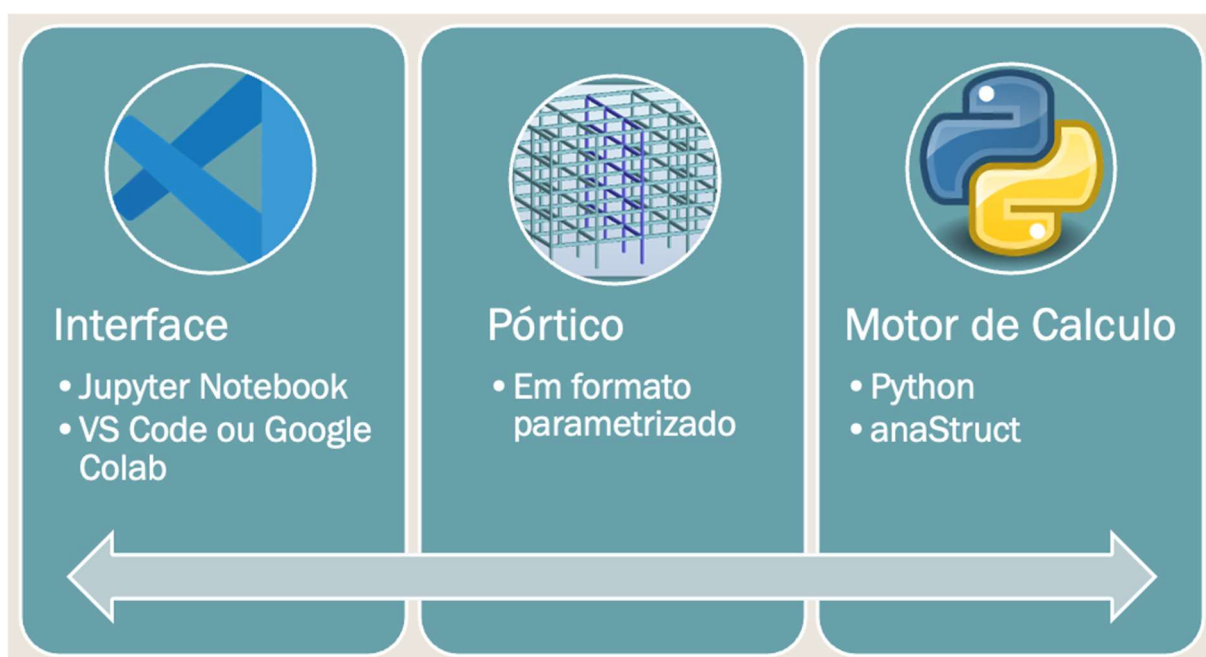 Interface
• Jupyter Notebook
• VS Code ou Google
Colab
Pórtico
• Em formato
parametrizado
Motor de Calculo
• Python
• anaStruct